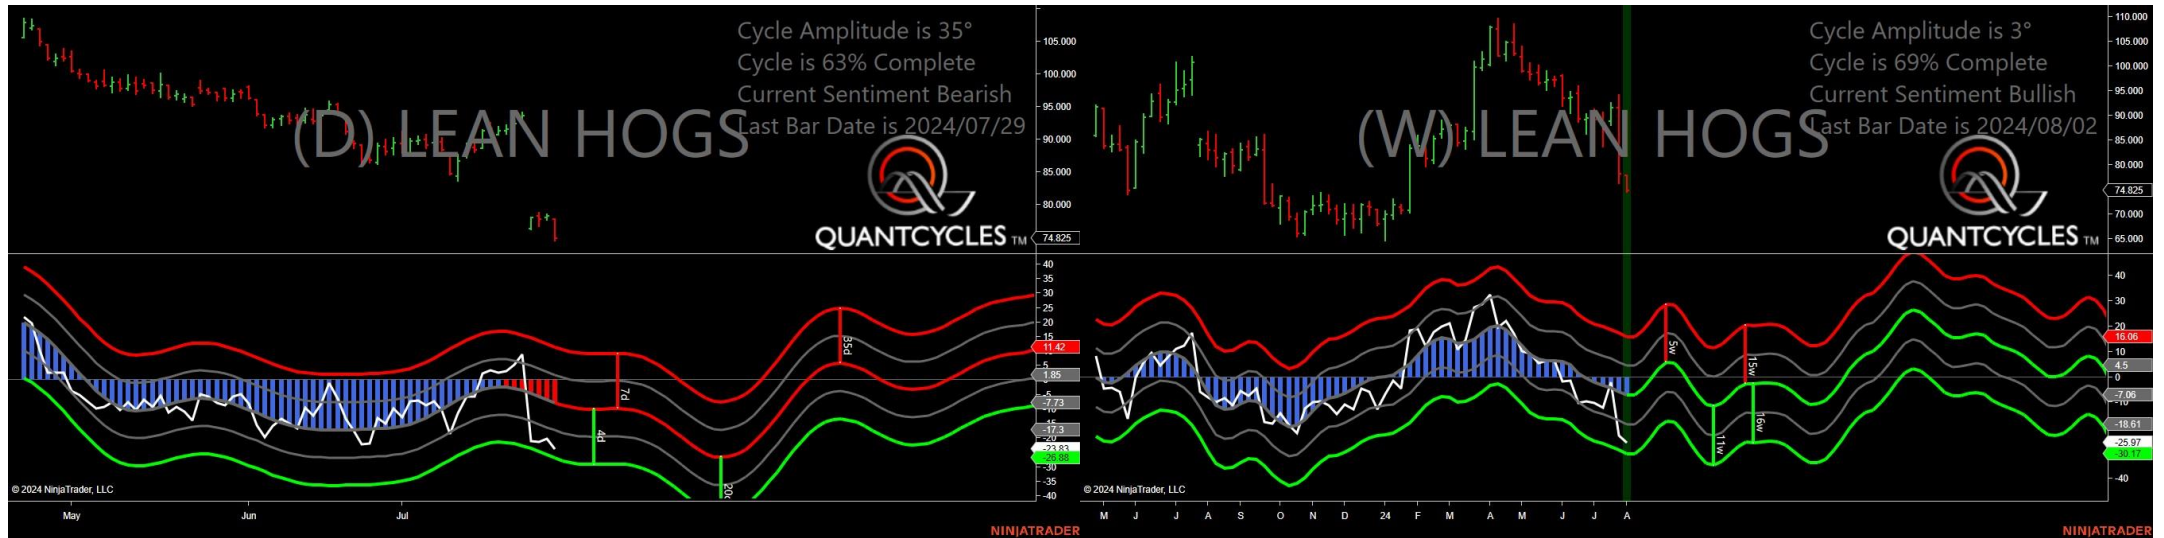 Cycle Amplitude is 35°
Cycle is 63% Complete
Current Sentiment Bearish
Last Bar Date is 2024/07/29
(D) LEAN HOGS
QUANTCYCLES TM
105.000
100.000
95.000
90.000
85.000
80.000
74.825
40
35
30
25
20
15
11.42
5
1.85
-7.73
-17.3
-23.83
-26.88
-30
-35
-40
85d
7d
4d
© 2024 NinjaTrader, LLC
May
Jun
Jul
NINJATRADER
Cycle Amplitude is 3°
Cycle is 69% Complete
Current Sentiment Bullish
Last Bar Date is 2024/08/02
(W) LEAN HOGS
QUANTCYCLES TM
110.000
105.000
100.000
95.000
90.000
85.000
80.000
74.825
70.000
65.000
40
30
20
16.06
10
4.5
0
-7.06
-10
-18.61
-25.97
-30.17
-40
5w
15w
11w
16w
© 2024 NinjaTrader, LLC
M J J A S O N D 24 F M A M J J A
NINJATRADER